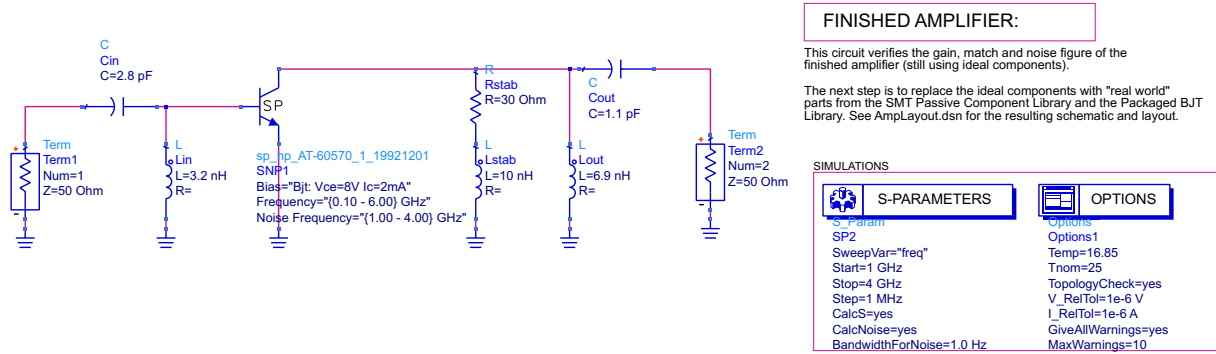 C
Cin
C=2.8 pF
Term
Term1
Num=1
Z=50 Ohm
+
-
L
Lin
L=3.2 nH
R=
SP
sp_hp_AT-60570_1_19921201
SNP1
Bias="Bjt: Vce=8V Ic=2mA"
Frequency="{0.10 - 6.00} GHz"
Noise Frequency="{1.00 - 4.00} GHz"
R
Rstab
R=30 Ohm
L
Lstab
L=10 nH
R=
L
Lout
L=6.9 nH
R=
C
Cout
C=1.1 pF
Term
Term2
Num=2
Z=50 Ohm
+
-
FINISHED AMPLIFIER:
This circuit verifies the gain, match and noise figure of the
finished amplifier (still using ideal components).
The next step is to replace the ideal components with "real world"
parts from the SMT Passive Component Library and the Packaged BJT
Library. See AmpLayout.dsn for the resulting schematic and layout.
SIMULATIONS
S-PARAMETERS
S_Param
SP2
SweepVar="freq"
Start=1 GHz
Stop=4 GHz
Step=1 MHz
CalcS=yes
CalcNoise=yes
BandwidthForNoise=1.0 Hz
OPTIONS
Options
Options1
Temp=16.85
Tnom=25
TopologyCheck=yes
V_RelTol=1e-6 V
I_RelTol=1e-6 A
GiveAllWarnings=yes
MaxWarnings=10